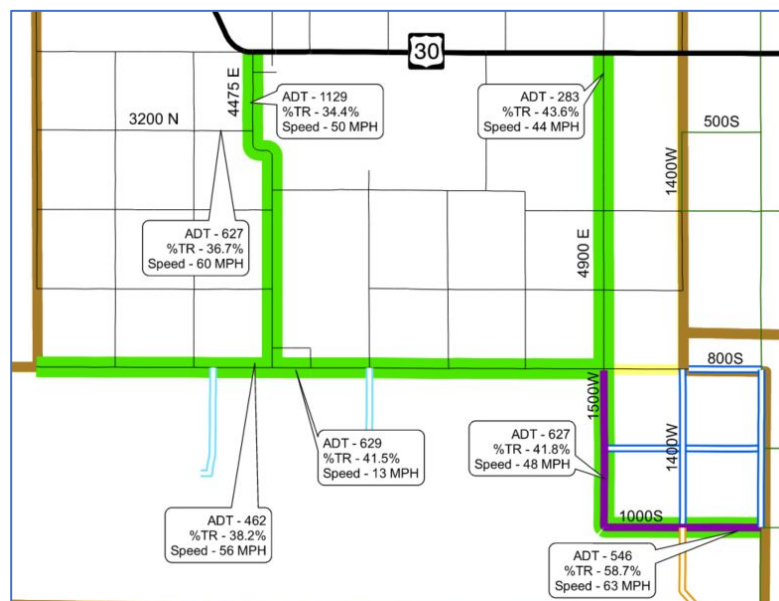 30
4475 E
ADT - 1129
%TR - 34.4%
Speed - 50 MPH
ADT - 283
%TR - 43.6%
Speed - 44 MPH
3200 N
500S
1400W
ADT - 627
%TR - 36.7%
Speed - 60 MPH
4900 E
800S
1500W
ADT - 629
%TR - 41.5%
Speed - 13 MPH
ADT - 627
%TR - 41.8%
Speed - 48 MPH
1400W
ADT - 462
%TR - 38.2%
Speed - 56 MPH
1000S
ADT - 546
%TR - 58.7%
Speed - 63 MPH